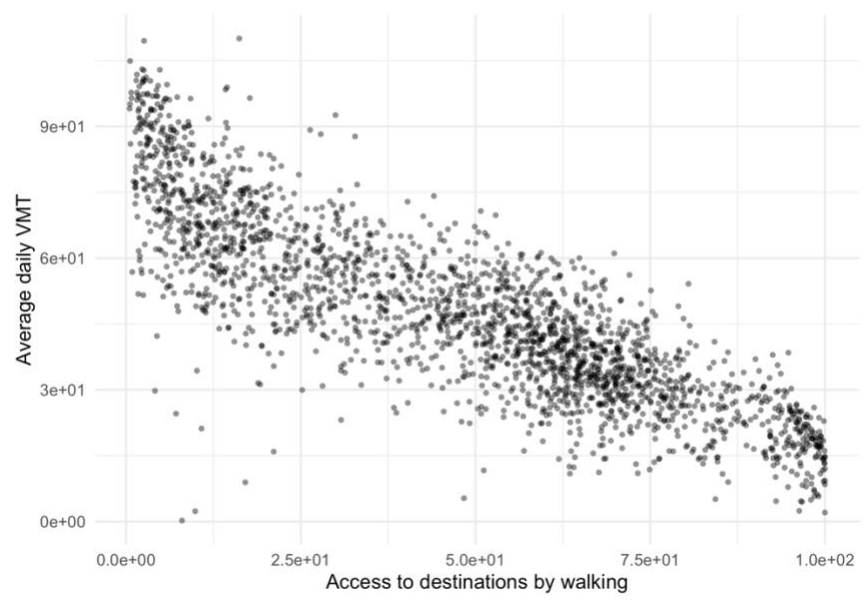 9e+01
6e+01
3e+01
0e+00
Average daily VMT
0.0e+00 2.5e+01 5.0e+01 7.5e+01 1.0e+02
Access to destinations by walking